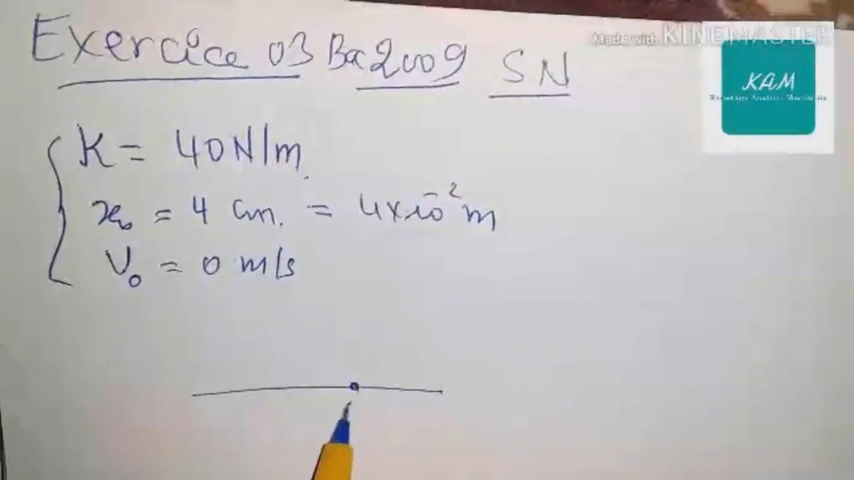 Exercice 03 Bac 2009 SN
Made with KINEMASTER
KAM
K = 40 N/m
x₀ = 4 cm. = 4×10⁻² m
V₀ = 0 m/s